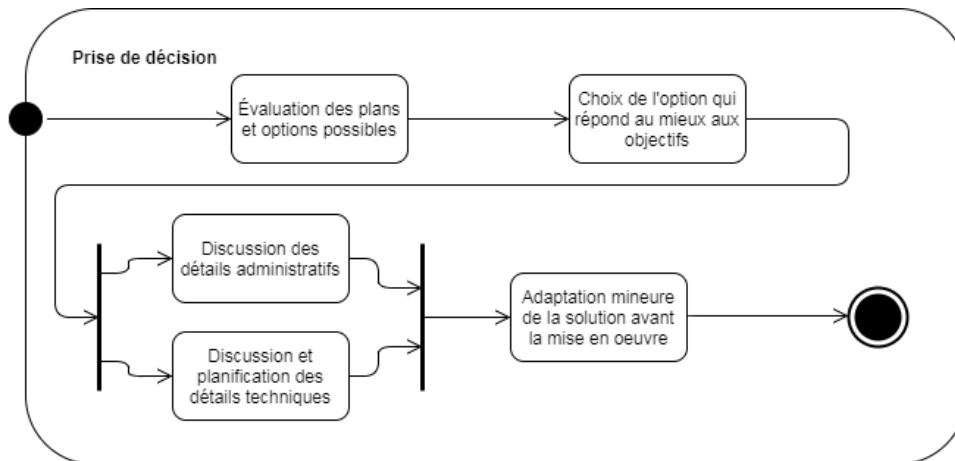 Prise de décision
Évaluation des plans
et options possibles
Choix de l'option qui
répond au mieux aux
objectifs
Discussion des
détails administratifs
Discussion et
planification des
détails techniques
Adaptation mineure
de la solution avant
la mise en oeuvre